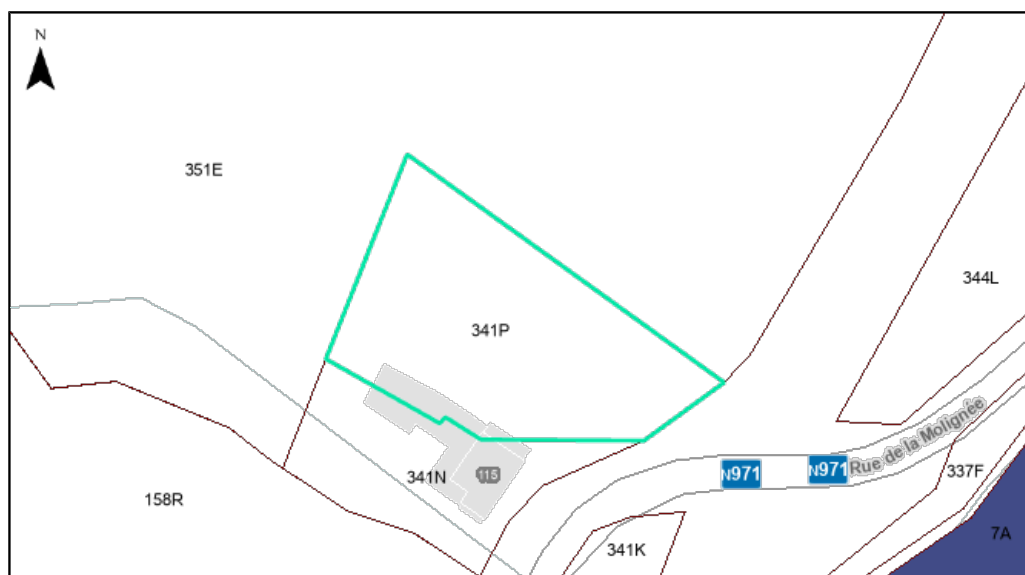 N
351E
344L
341P
Rue de la Molignée
N971
N971
115
341N
337F
158R
7A
341K